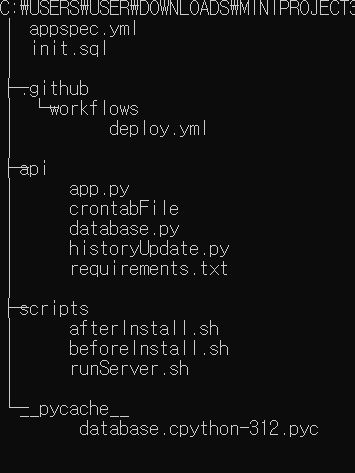 C:₩USERS₩USER₩DOWNLOADS₩MINIPROJECT3
appspec.yml
init.sql
.github
workflows
deploy.yml
api
app.py
crontabFile
database.py
historyUpdate.py
requirements.txt
scripts
afterInstall.sh
beforeInstall.sh
runServer.sh
__pycache__
database.cpython-312.pyc